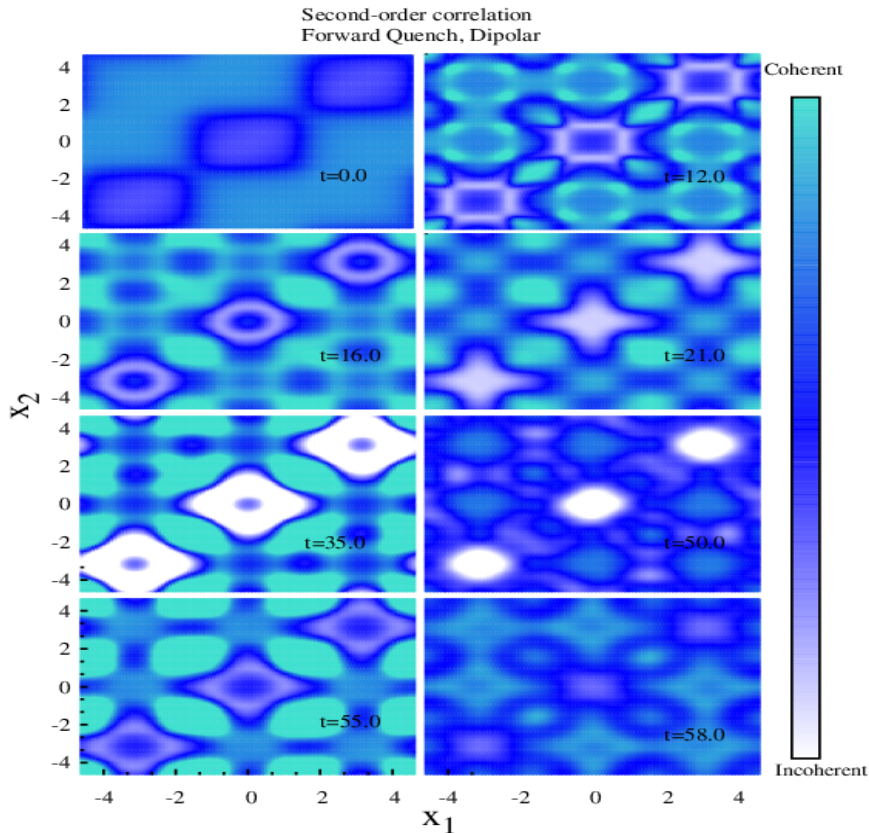 Second-order correlation
Forward Quench, Dipolar
Coherent
4
2
0
-2
-4
t=0.0
t=12.0
4
2
0
-2
-4
t=16.0
t=21.0
x2
4
2
0
-2
-4
t=35.0
t=50.0
4
2
0
-2
-4
t=55.0
t=58.0
Incoherent
-4 -2 0 2 4 -4 -2 0 2 4
x1